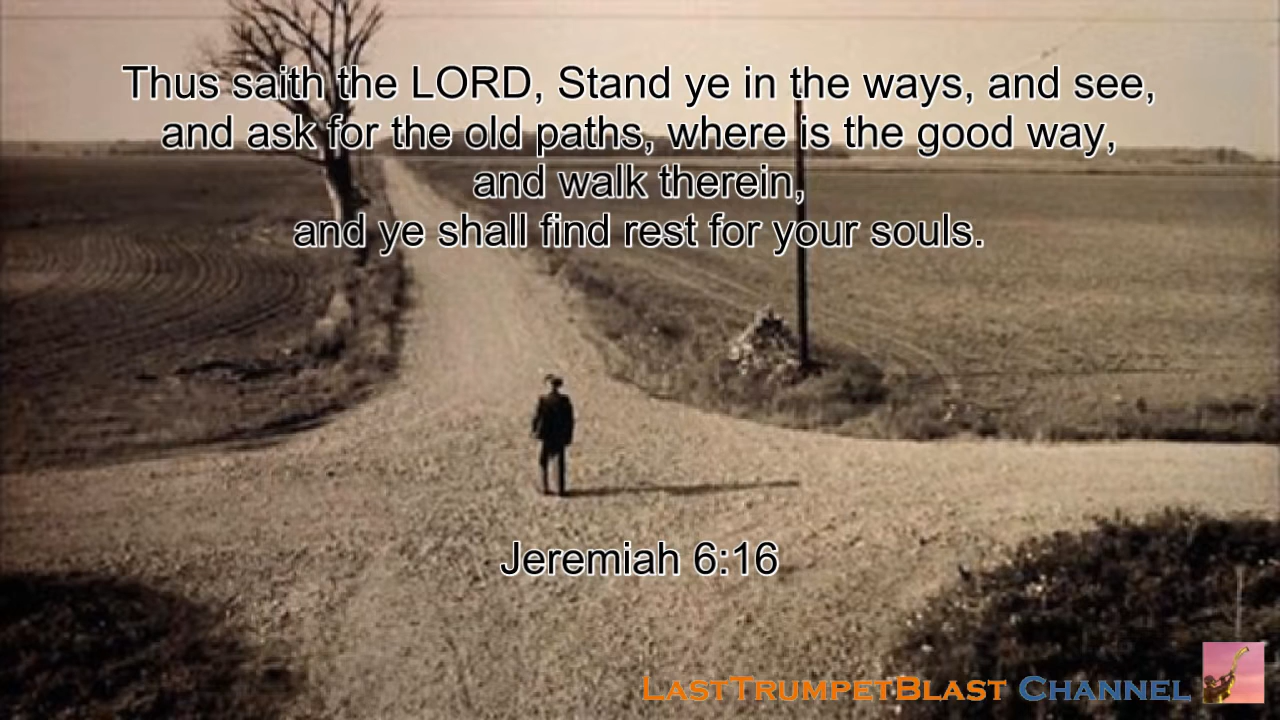 Thus saith the LORD, Stand ye in the ways, and see,
and ask for the old paths, where is the good way,
and walk therein,
and ye shall find rest for your souls.
Jeremiah 6:16
LastTrumpetBlast Channel